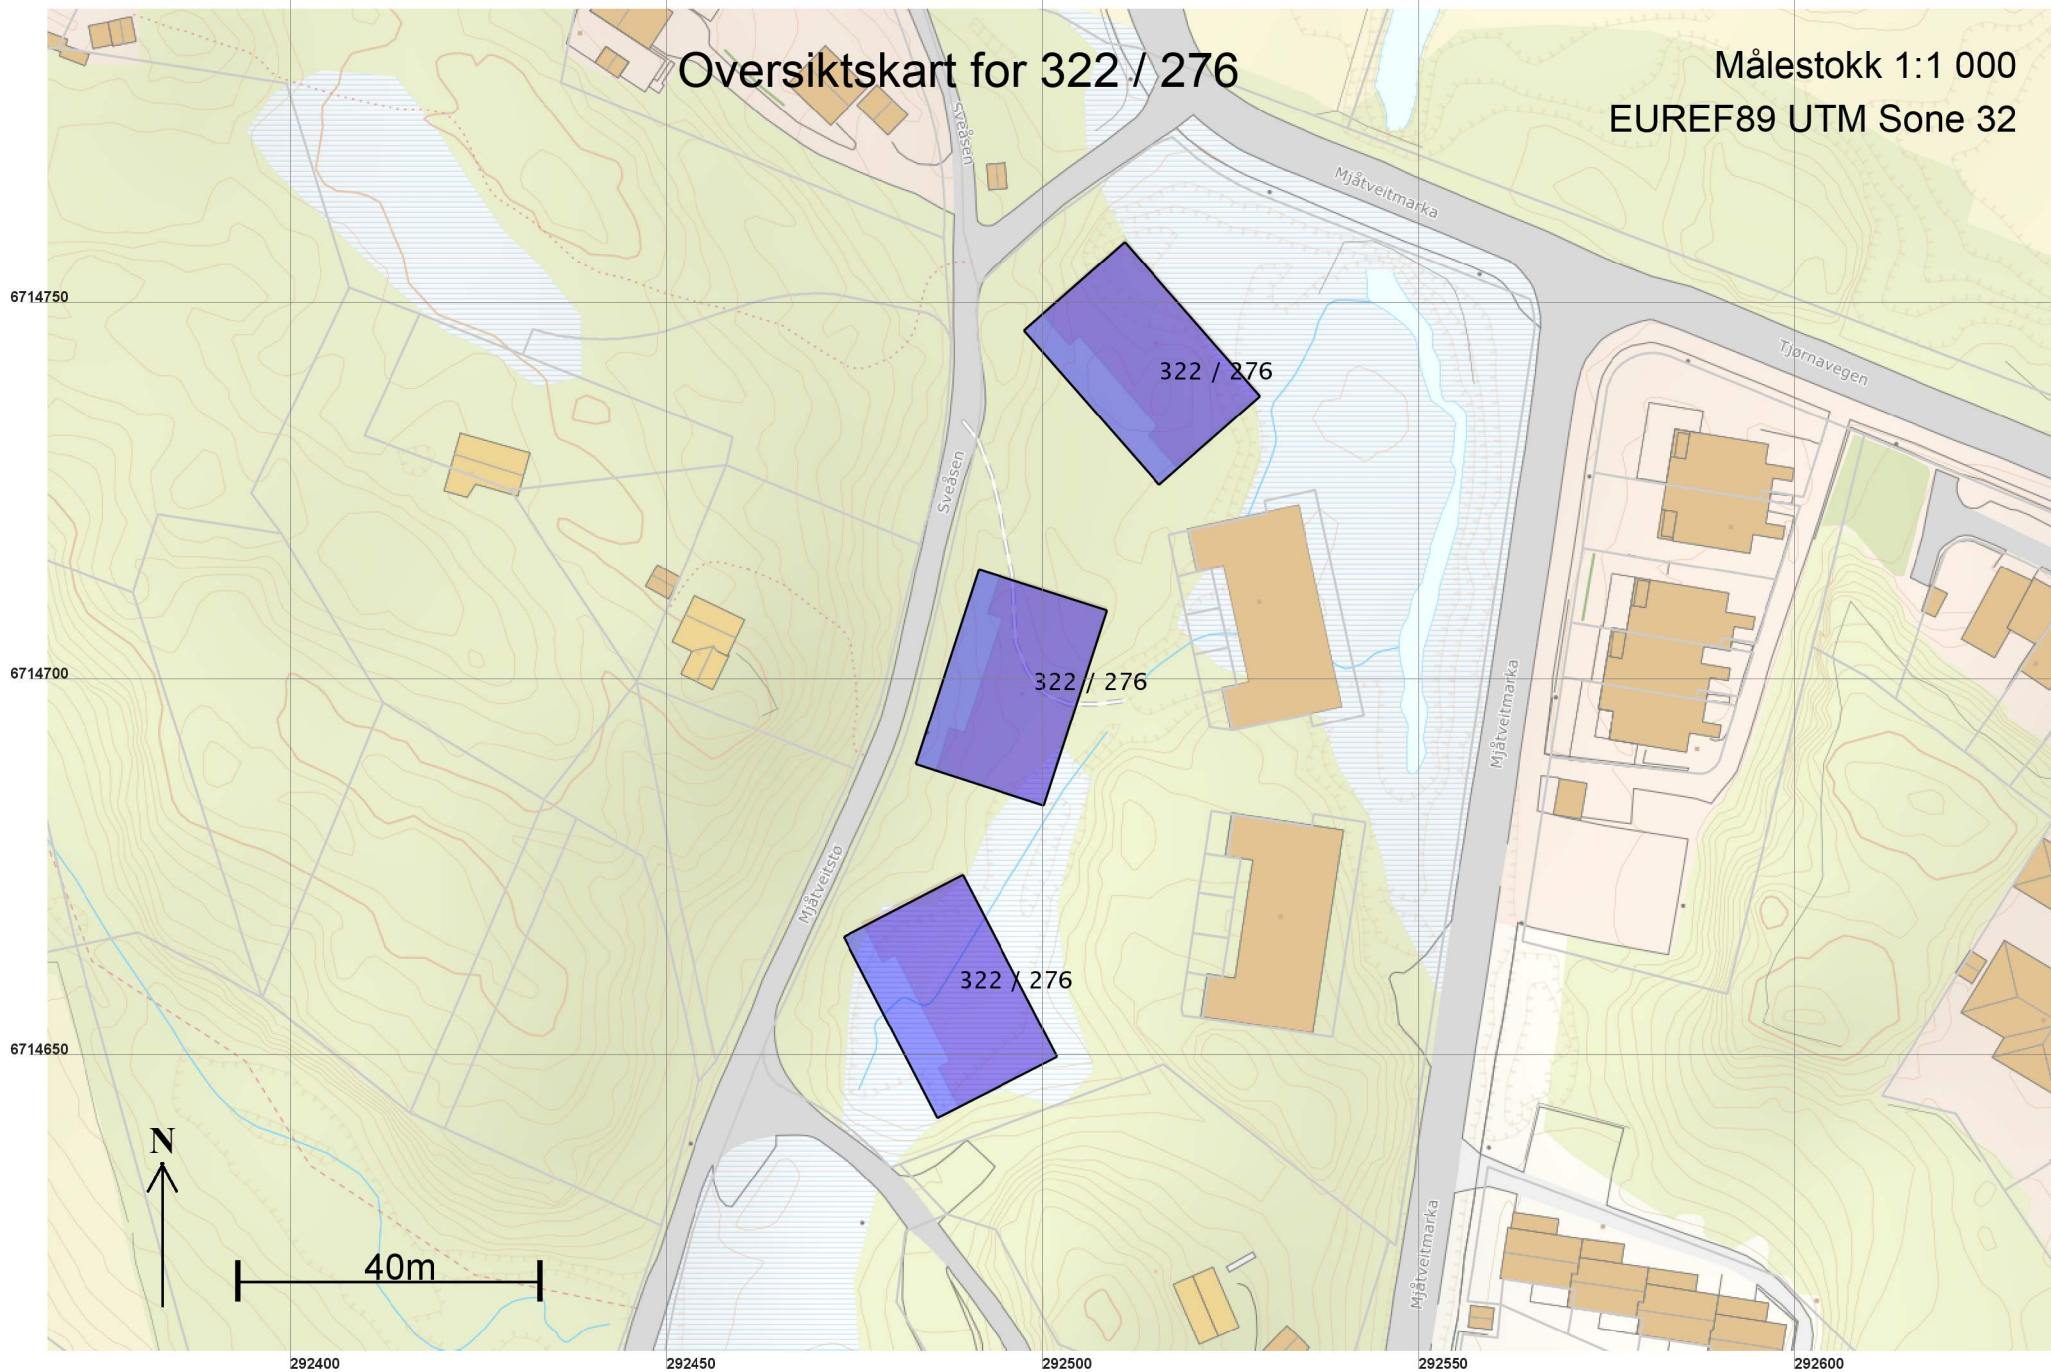 Oversiktskart for 322 / 276
Målestokk 1:1 000
EUREF89 UTM Sone 32
Sveåsen
Mjåtveitmarka
6714750
322 / 276
Tjørnavegen
Sveåsen
6714700
322 / 276
Mjåtveitmarka
Mjåtveitstø
322 / 276
6714650
N
Mjåtveitmarka
40m
292400
292450
292500
292550
292600